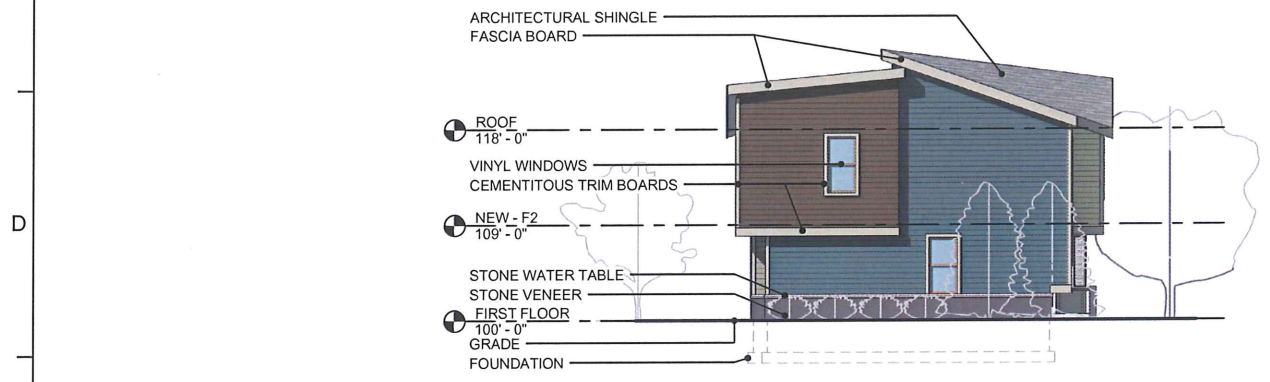 ARCHITECTURAL SHINGLE
FASCIA BOARD
ROOF
118' - 0"
VINYL WINDOWS
CEMENTITOUS TRIM BOARDS
D
NEW - F2
109' - 0"
STONE WATER TABLE
STONE VENEER
FIRST FLOOR
100' - 0"
GRADE
FOUNDATION